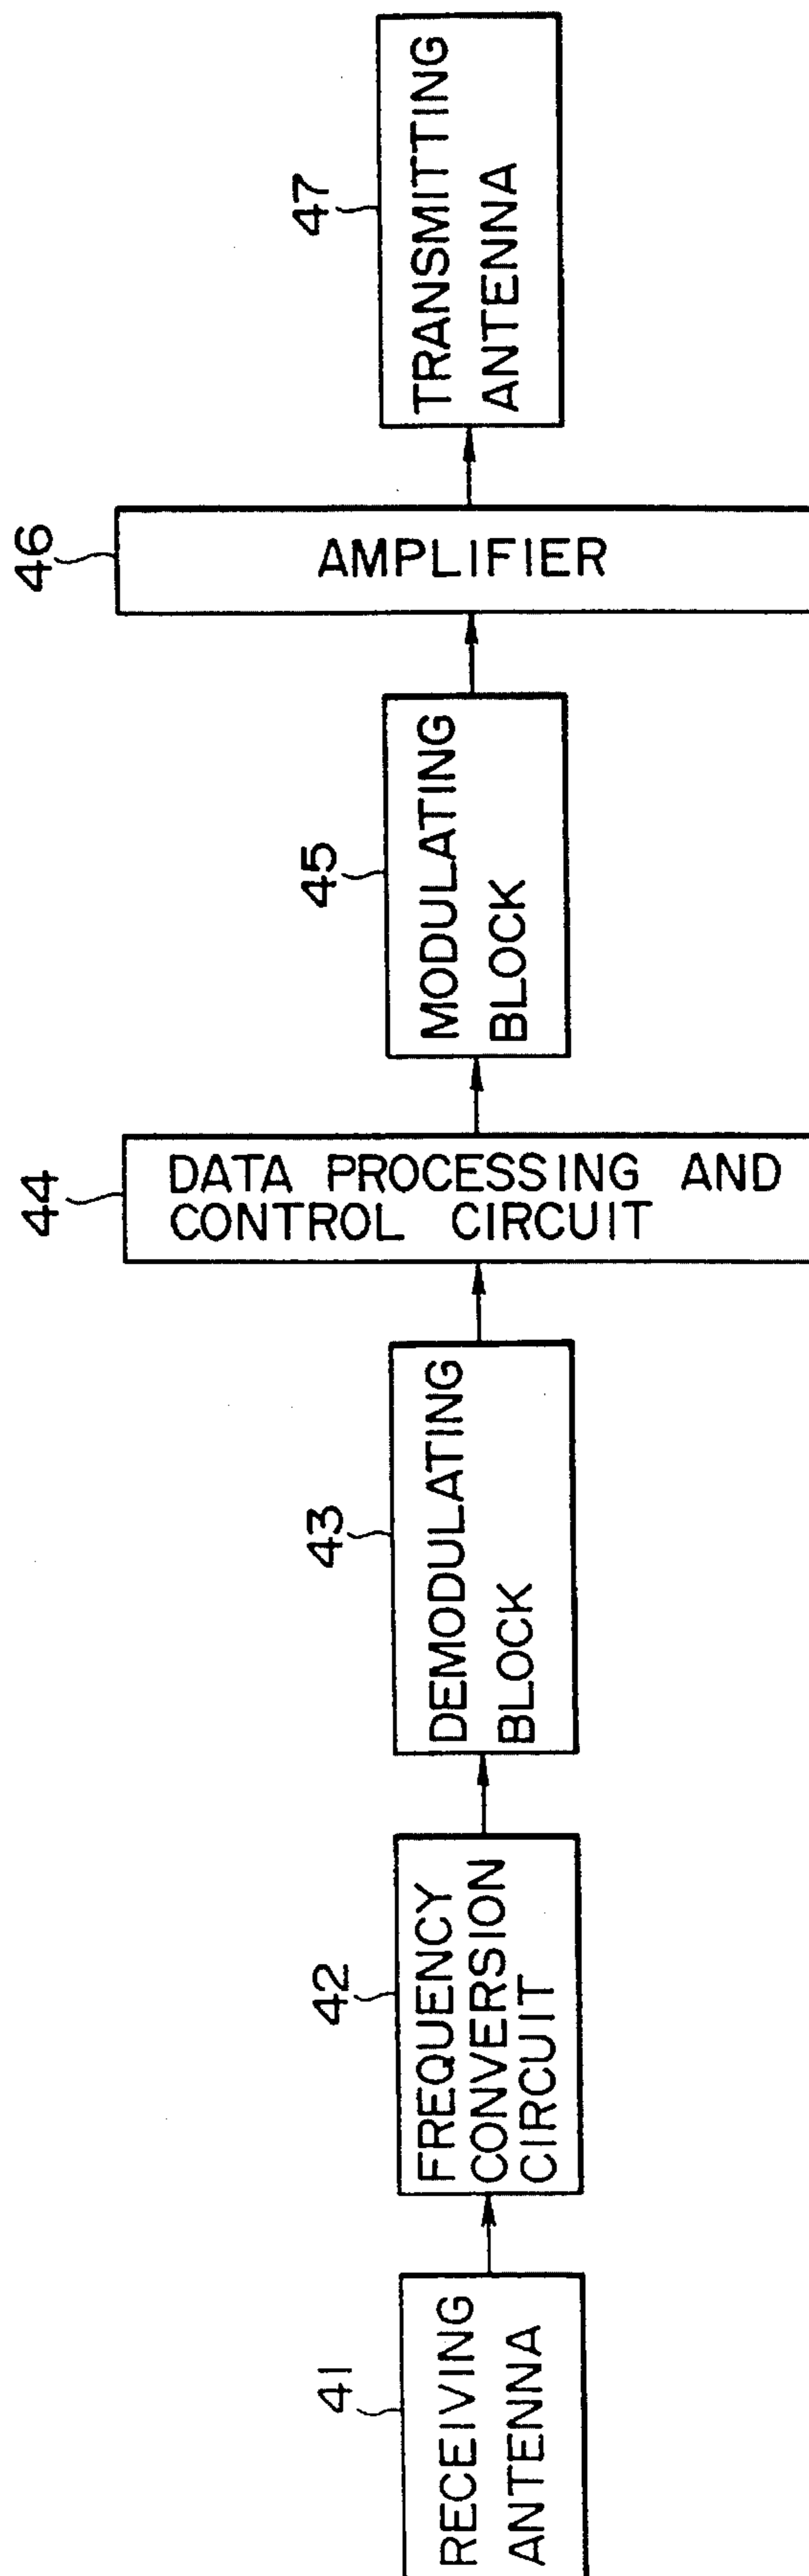 41
RECEIVING
ANTENNA
42
FREQUENCY
CONVERSION
CIRCUIT
43
DEMODULATING
BLOCK
44
DATA PROCESSING AND
CONTROL CIRCUIT
45
MODULATING
BLOCK
46
AMPLIFIER
47
TRANSMITTING
ANTENNA